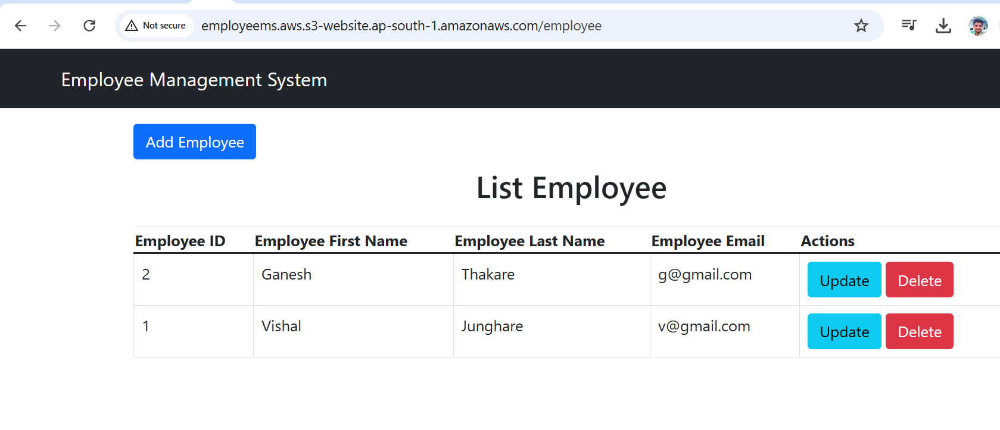 Not secure employeems.aws.s3-website.ap-south-1.amazonaws.com/employee
Employee Management System
Add Employee
List Employee
Employee ID Employee First Name Employee Last Name Employee Email Actions
2 Ganesh Thakare g@gmail.com Update Delete
1 Vishal Junghare v@gmail.com Update Delete